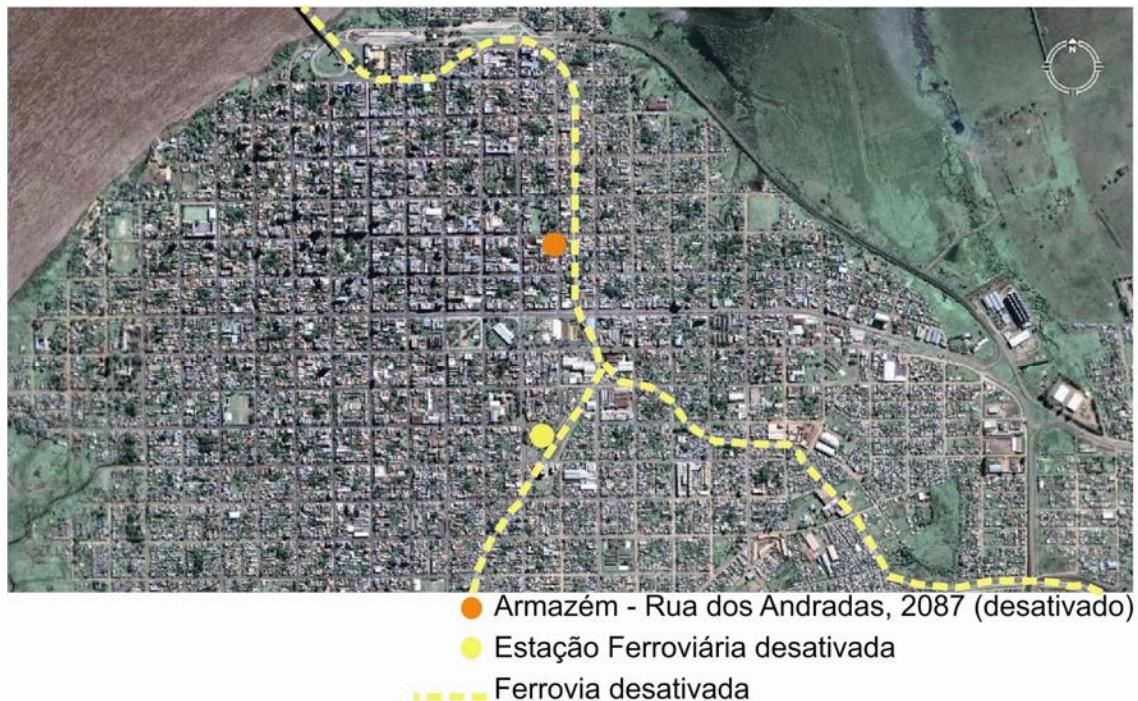 N
Armazém - Rua dos Andradas, 2087 (desativado)
Estação Ferroviária desativada
Ferrovia desativada